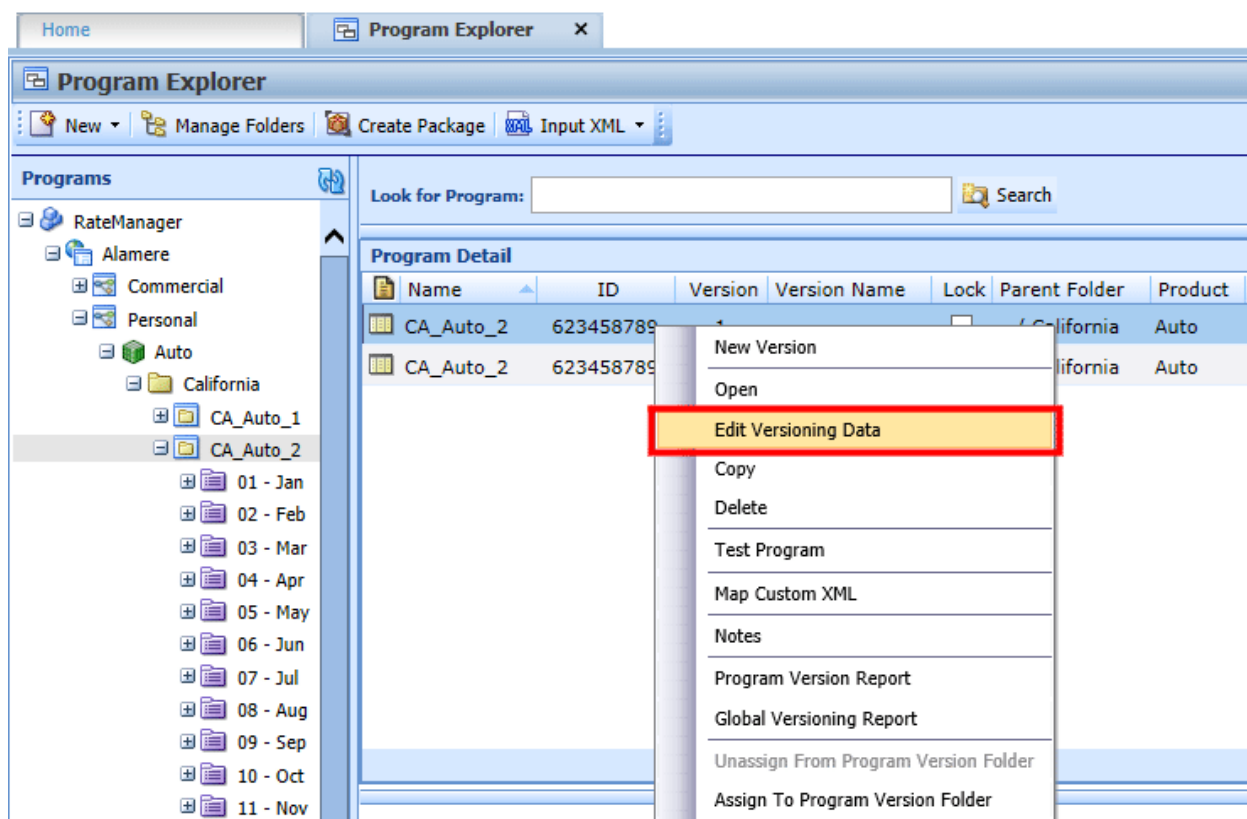 Home
Program Explorer
Program Explorer
New Manage Folders Create Package Input XML
Programs
RateManager
Alamere
Commercial
Personal
Auto
California
CA_Auto_1
CA_Auto_2
01 - Jan
02 - Feb
03 - Mar
04 - Apr
05 - May
06 - Jun
07 - Jul
08 - Aug
09 - Sep
10 - Oct
11 - Nov
Look for Program: Search
Program Detail
Name ID Version Version Name Lock Parent Folder Product
CA_Auto_2 623458789 / California Auto
CA_Auto_2 623458789 lifornia Auto
New Version
Open
Edit Versioning Data
Copy
Delete
Test Program
Map Custom XML
Notes
Program Version Report
Global Versioning Report
Unassign From Program Version Folder
Assign To Program Version Folder